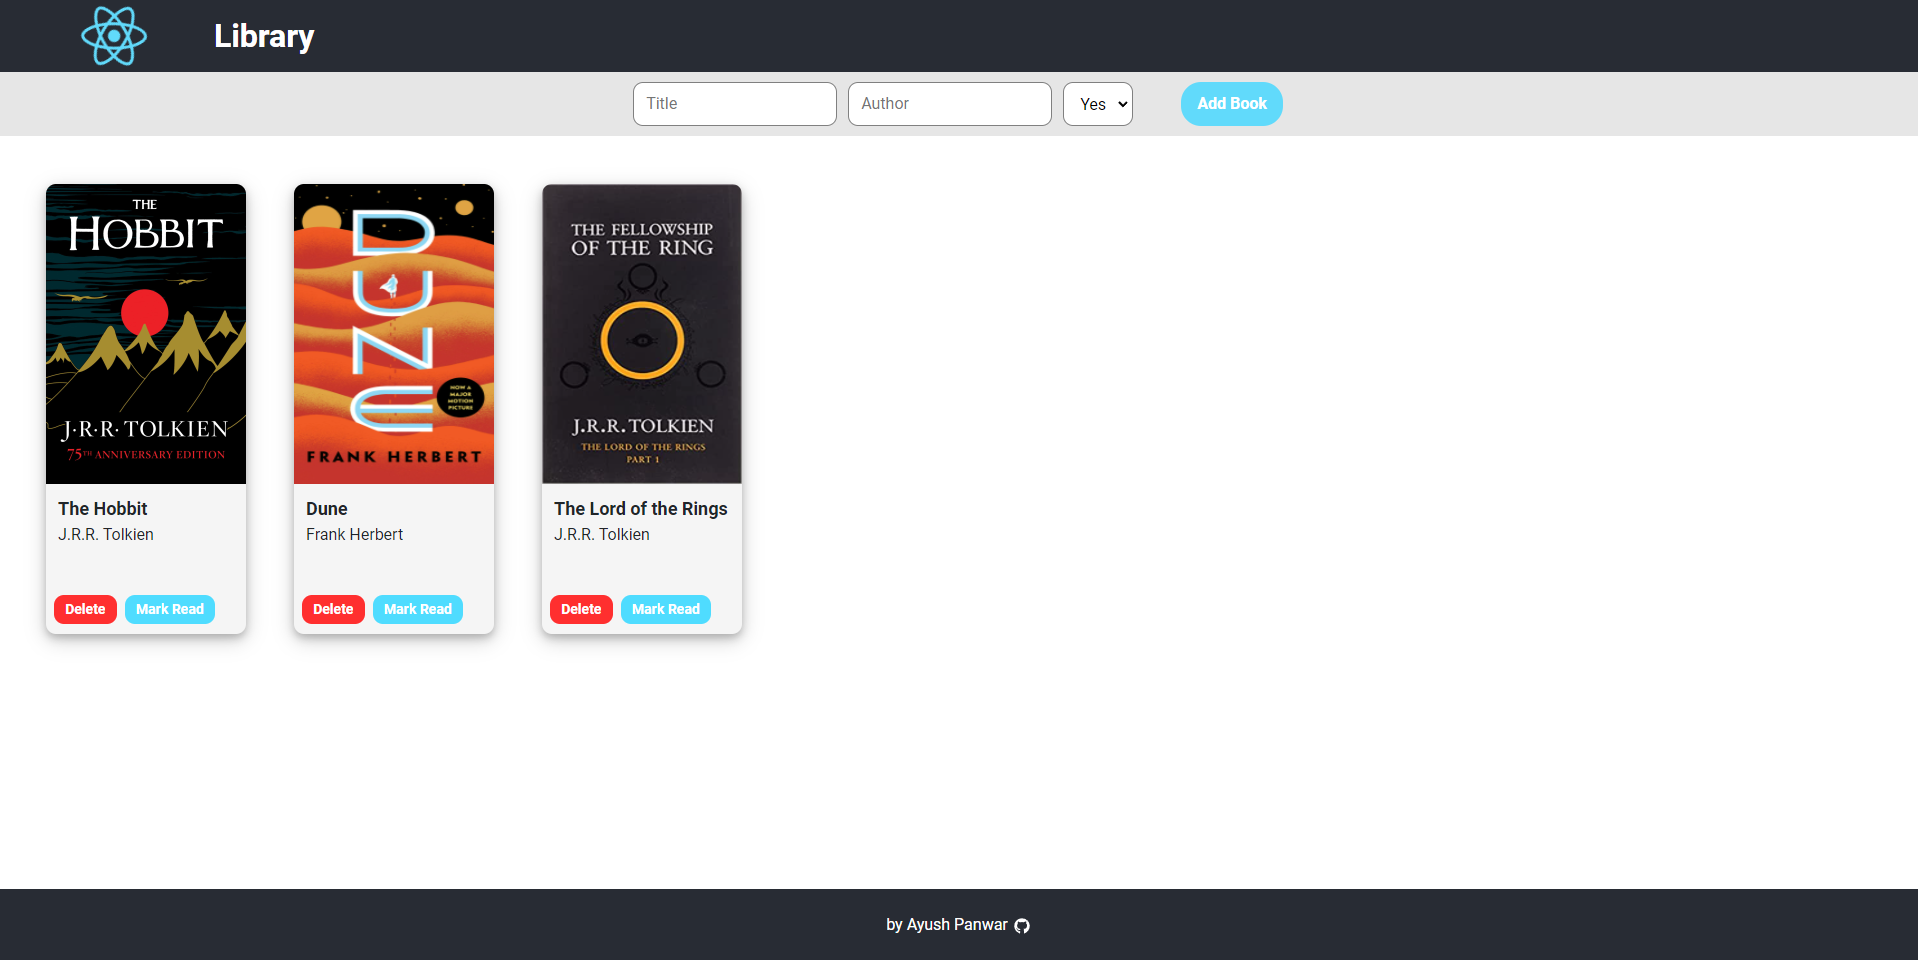 Library
Title
Author
Yes
Add Book
THE
HOBBIT
J·R·R· TOLKIEN
75TH ANNIVERSARY EDITION
The Hobbit
J.R.R. Tolkien
Delete
Mark Read
DUNE
NOW A
MAJOR
MOTION
PICTURE
FRANK HERBERT
Dune
Frank Herbert
Delete
Mark Read
THE FELLOWSHIP
OF THE RING
J.R.R. TOLKIEN
THE LORD OF THE RINGS
PART 1
The Lord of the Rings
J.R.R. Tolkien
Delete
Mark Read
by Ayush Panwar